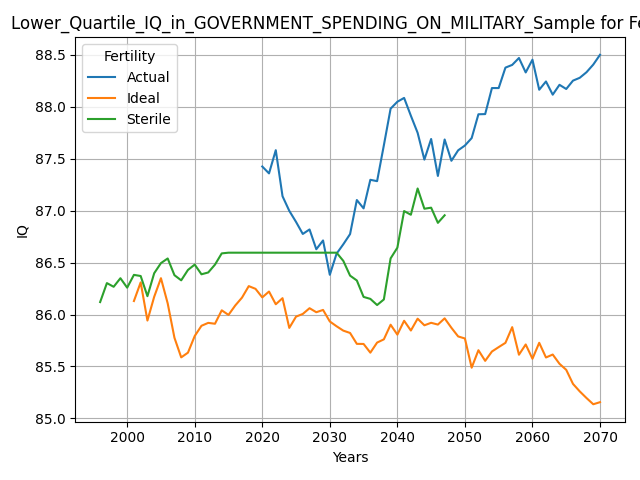 Lower_Quartile_IQ_in_GOVERNMENT_SPENDING_ON_MILITARY_Sample for Fe
Fertility
Actual
Ideal
Sterile
IQ
88.5
88.0
87.5
87.0
86.5
86.0
85.5
85.0
2000 2010 2020 2030 2040 2050 2060 2070
Years